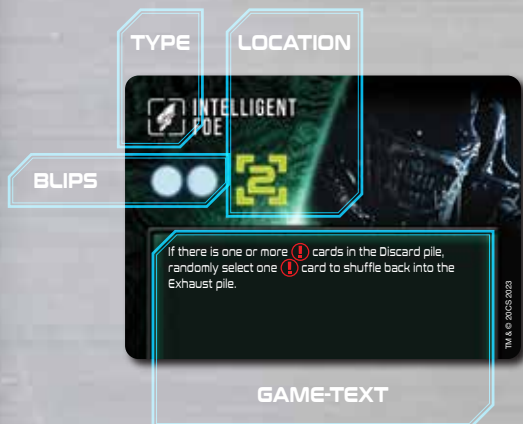 TYPE
LOCATION
INTELLIGENT
FOE
BLIPS
2
If there is one or more ! cards in the Discard pile,
randomly select one ! card to shuffle back into the
Exhaust pile.
TM & © 20CS 2023
GAME-TEXT